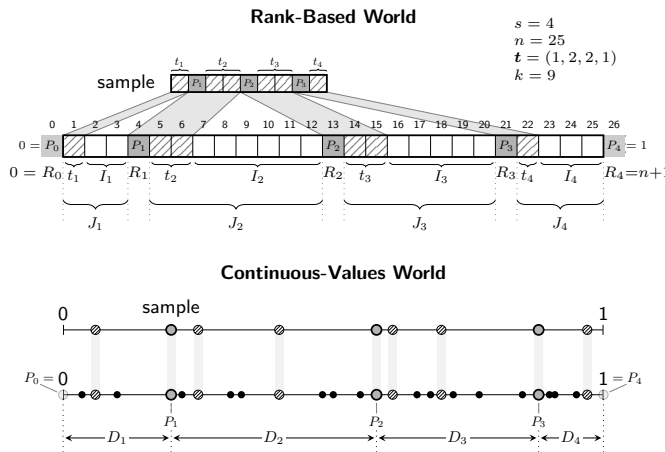 Rank-Based World
s = 4
n = 25
t = (1, 2, 2, 1)
k = 9
t₁ t₂ t₃ t₄
sample P₁ P₂ P₃
0 1 2 3 4 5 6 7 8 9 10 11 12 13 14 15 16 17 18 19 20 21 22 23 24 25 26
0 = P₀ P₁ P₂ P₃ P₄ = 1
0 = R₀ t₁ I₁ R₁ t₂ I₂ R₂ t₃ I₃ R₃ t₄ I₄ R₄=n+1
J₁ J₂ J₃ J₄
Continuous-Values World
sample
0 1
P₀ = 0 1 = P₄
P₁ P₂ P₃
D₁ D₂ D₃ D₄